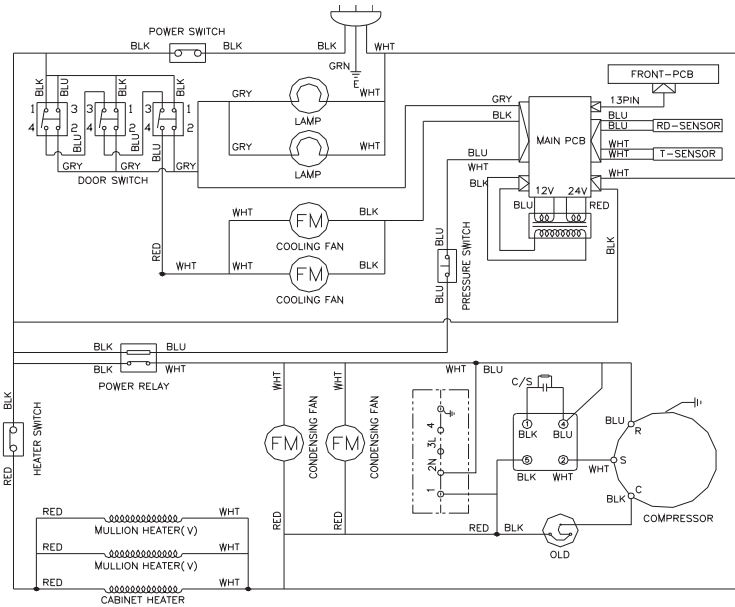 POWER SWITCH
BLK BLK BLK WHT
GRN
E
FRONT-PCB
BLK BLU BLK BLK BLU
GRY WHT
LAMP
GRY 13PIN
BLK BLU
BLU RD-SENSOR
MAIN PCB
1 3 3 1 3 1
4 2 4 2 4 2
BLU BLU BLU
GRY WHT
LAMP
GRY GRY
DOOR SWITCH
BLU
WHT
BLK
WHT
WHT T-SENSOR
WHT
12V 24V
BLU RED
BLK
WHT FM BLK
COOLING FAN
RED
WHT WHT FM BLK
COOLING FAN
BLU
BLU
PRESSURE SWITCH
BLK BLU
BLK WHT
POWER RELAY
WHT BLU
BLK
RED
HEATER SWITCH
WHT WHT
FM FM
CONDENSING FAN CONDENSING FAN
RED RED
C/S
1 2N 3L 4
1 4
BLK BLU
5 2
BLK WHT
BLU R
WHT S
BLK C
COMPRESSOR
RED BLK
OLD
RED WHT
MULLION HEATER(V)
RED WHT
MULLION HEATER(V)
RED WHT
CABINET HEATER